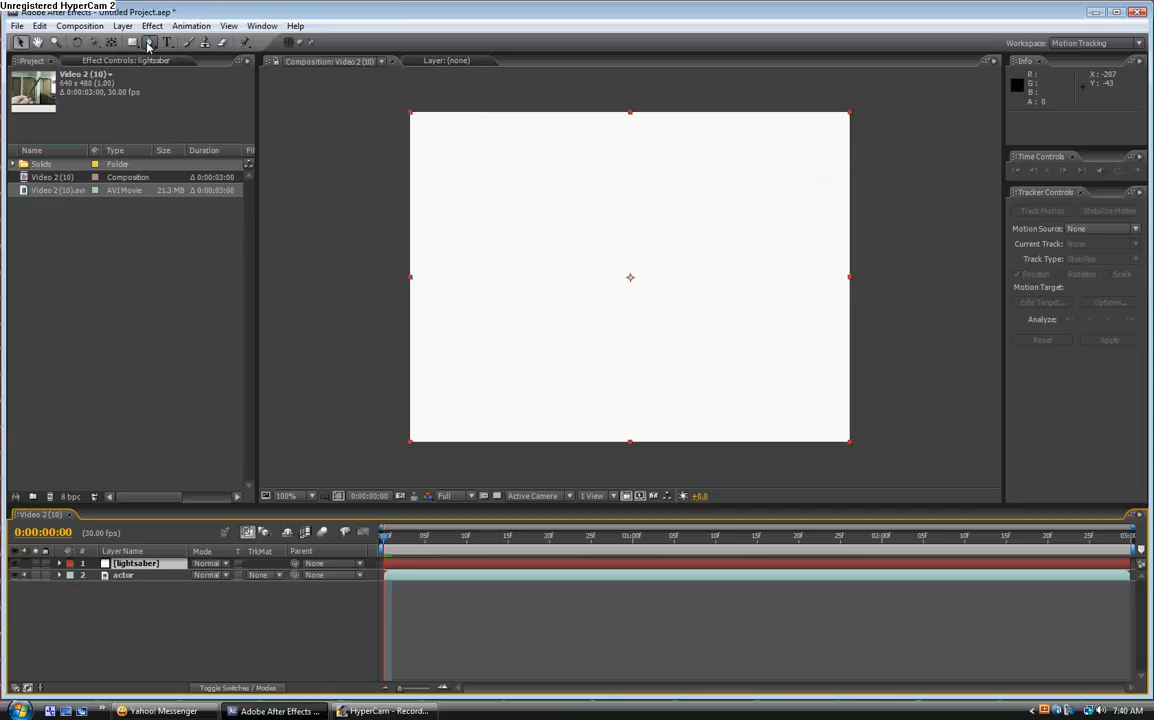 Unregistered HyperCam 2
Adobe After Effects - Untitled Project.aep *
File Edit Composition Layer Effect Animation View Window Help
T
Workspace: Motion Tracking
Project Effect Controls: lightsaber
Composition: Video 2 (10) Layer: (none)
Info
Video 2 (10)
640 x 480 (1.00)
Δ 0:00:03:00, 30.00 fps
R :
G :
B :
A : 0
X : -207
Y : -43
Name Type Size Duration Fil
Solids Folder
Video 2 (10) Composition Δ 0:00:03:00
Video 2 (10).avi AVI Movie 21.3 MB Δ 0:00:03:00
Time Controls
Tracker Controls
Track Motion Stabilize Motion
Motion Source: None
Current Track: None
Track Type: Stabilize
Position Rotation Scale
Motion Target:
Edit Target... Options...
Analyze:
Reset Apply
8 bpc
100% 0:00:00:00 Full Active Camera 1 View +0.0
Video 2 (10)
0:00:00:00 (30.00 fps)
05f 10f 15f 20f 25f 01:00f 05f 10f 15f 20f 25f 02:00f 05f 10f 15f 20f 25f 03:00
# Layer Name Mode T TrkMat Parent
1 [lightsaber] Normal None
2 actor Normal None None
Toggle Switches / Modes
Yahoo! Messenger Adobe After Effects ... HyperCam - Record... 7:40 AM